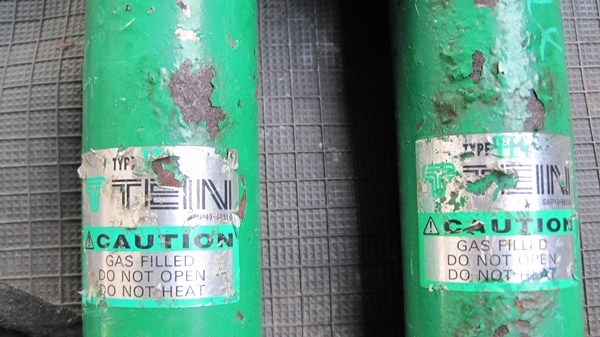 TYPE
TEIN
CAUTION
GAS FILLED
DO NOT OPEN
DO NOT HEAT
TYPE
TEIN
CAUTION
GAS FILLED
DO NOT OPEN
DO NOT HEAT